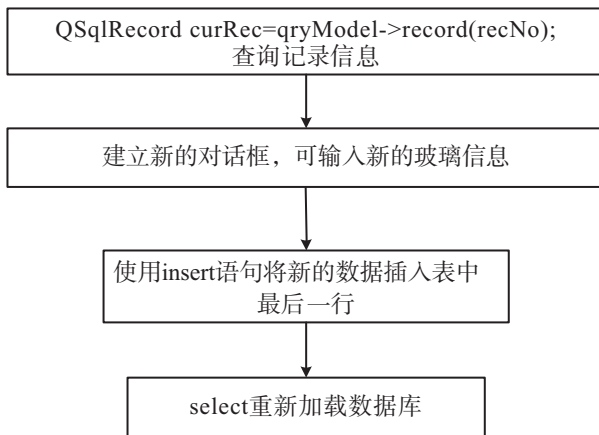 QSqlRecord curRec=qryModel->record(recNo);
查询记录信息
建立新的对话框，可输入新的玻璃信息
使用insert语句将新的数据插入表中
最后一行
select重新加载数据库